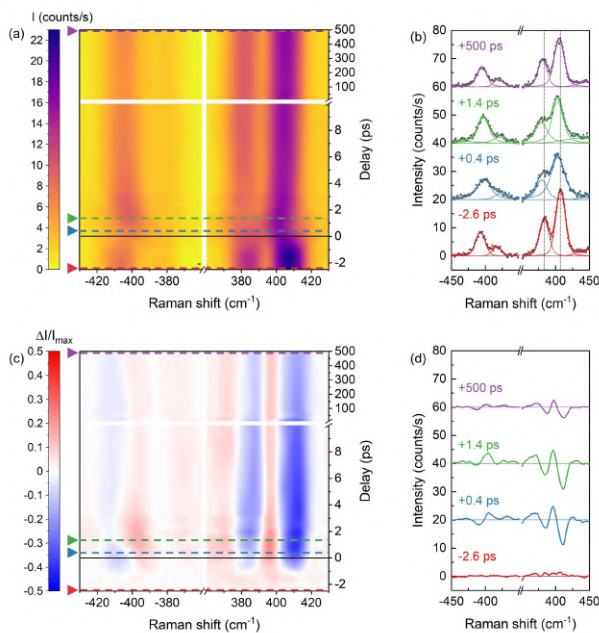 I (counts/s)
(a)
22
20
18
16
14
12
10
8
6
4
2
0
500
400
300
200
100
8
6
4
2
0
-2
Delay (ps)
-420 -400 -380 380 400 420
Raman shift (cm-1)
(b)
80
70
60
50
40
30
20
10
0
Intensity (counts/s)
+500 ps
+1.4 ps
+0.4 ps
-2.6 ps
-450 -400 400 450
Raman shift (cm-1)
ΔI/Imax
(c)
0.5
0.4
0.3
0.2
0.1
0
-0.1
-0.2
-0.3
-0.4
-0.5
500
400
300
200
100
8
6
4
2
0
-2
Delay (ps)
-420 -400 -380 380 400 420
Raman shift (cm-1)
(d)
80
70
60
50
40
30
20
10
0
Intensity (counts/s)
+500 ps
+1.4 ps
+0.4 ps
-2.6 ps
-450 -400 400 450
Raman shift (cm-1)